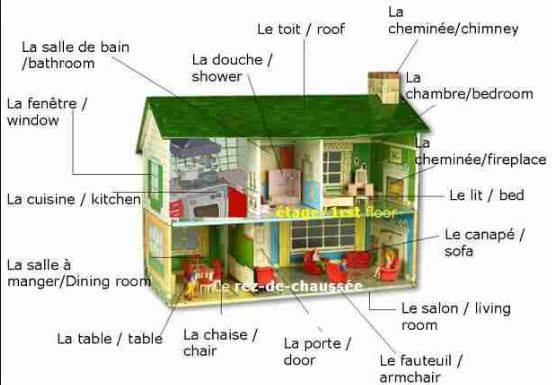 La
cheminée/chimney
Le toit / roof
La salle de bain
/bathroom
La douche /
shower
La
chambre/bedroom
La fenêtre /
window
La
cheminée/fireplace
La cuisine / kitchen
Le lit / bed
étage/ 1rst floor
Le canapé /
sofa
La salle à
manger/Dining room
Le rez-de-chaussée
Le salon / living
room
La table / table
La chaise /
chair
La porte /
door
Le fauteuil /
armchair